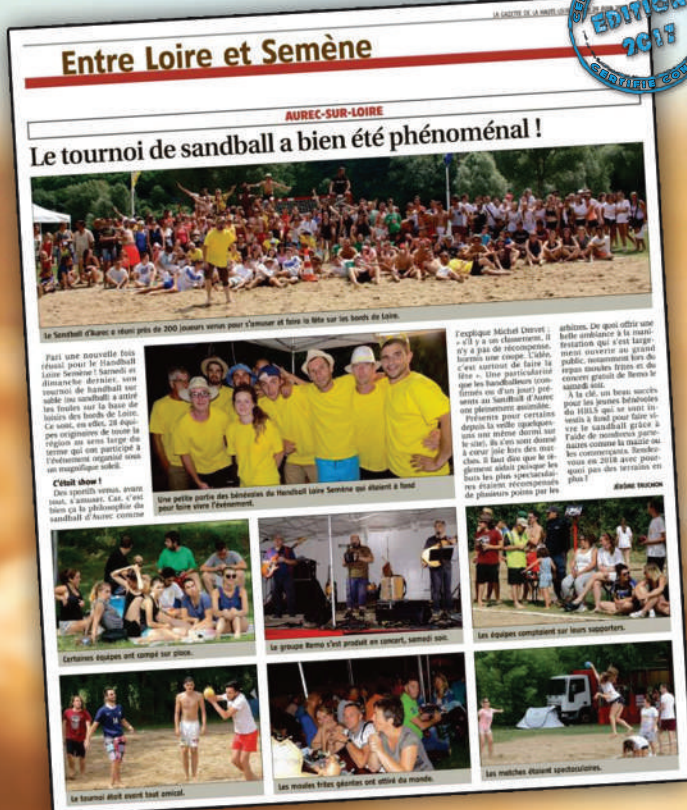 LA GAZETTE DE LA HAUTE-LOIRE
EDITION
2017
CERTIFIE CON
Entre Loire et Semène
AUREC-SUR-LOIRE
Le tournoi de sandball a bien été phénoménal !
Le Sandball d'Aurec a réuni près de 200 joueurs venus pour s'amuser et faire la fête sur les bords de Loire.
Pari une nouvelle fois
réussi pour le Handball
Loire Semène ! Samedi et
dimanche dernier, son
tournoi de handball sur
sable (ou sandball) a attiré
les foules sur la base de
loisirs des bords de Loire.
Ce sont, en effet, 28 équi-
pes originaires de toute la
région au sens large du
terme qui ont participé à
l'événement organisé sous
un magnifique soleil.
C'était show !
Des sportifs venus, avant
tout, s'amuser. Car, c'est
bien ça la philosophie du
sandball d'Aurec comme
Une petite partie des bénévoles du Handball Loire Semène qui étaient à fond
pour faire vivre l'événement.
l'explique Michel Drevet :
« s'il y a un classement, il
n'y a pas de récompense,
hormis une coupe. L'idée,
c'est surtout de faire la
fête ». Une particularité
que les handballeurs (con-
firmés ou d'un jour) pré-
sents au Sandball d'Aurec
ont pleinement assimilée.
Présents pour certains
depuis la veille (quelques-
uns ont même dormi sur
le site), ils s'en sont donné
à cœur joie lors des mat-
ches. Il faut dire que le rè-
glement aidait puisque les
buts les plus spectaculai-
res étaient récompensés
de plusieurs points par les
arbitres. De quoi offrir une
belle ambiance à la mani-
festation qui s'est large-
ment ouverte au grand
public, notamment lors du
repas moules frites et du
concert gratuit de Remo le
samedi soir.
À la clé, un beau succès
pour les jeunes bénévoles
du HBLS qui se sont in-
vestis à fond pour faire vi-
vre le sandball grâce à
l'aide de nombreux parte-
naires comme la mairie ou
les commerçants. Rendez-
vous en 2018 avec pour-
quoi pas des terrains en
plus !
JÉRÔME TRUCHON
Certaines équipes ont campé sur place.
Le groupe Remo s'est produit en concert, samedi soir.
Les équipes comptaient sur leurs supporters.
Le tournoi était avant tout amical.
Les moules frites géantes ont attiré du monde.
Les matches étaient spectaculaires.